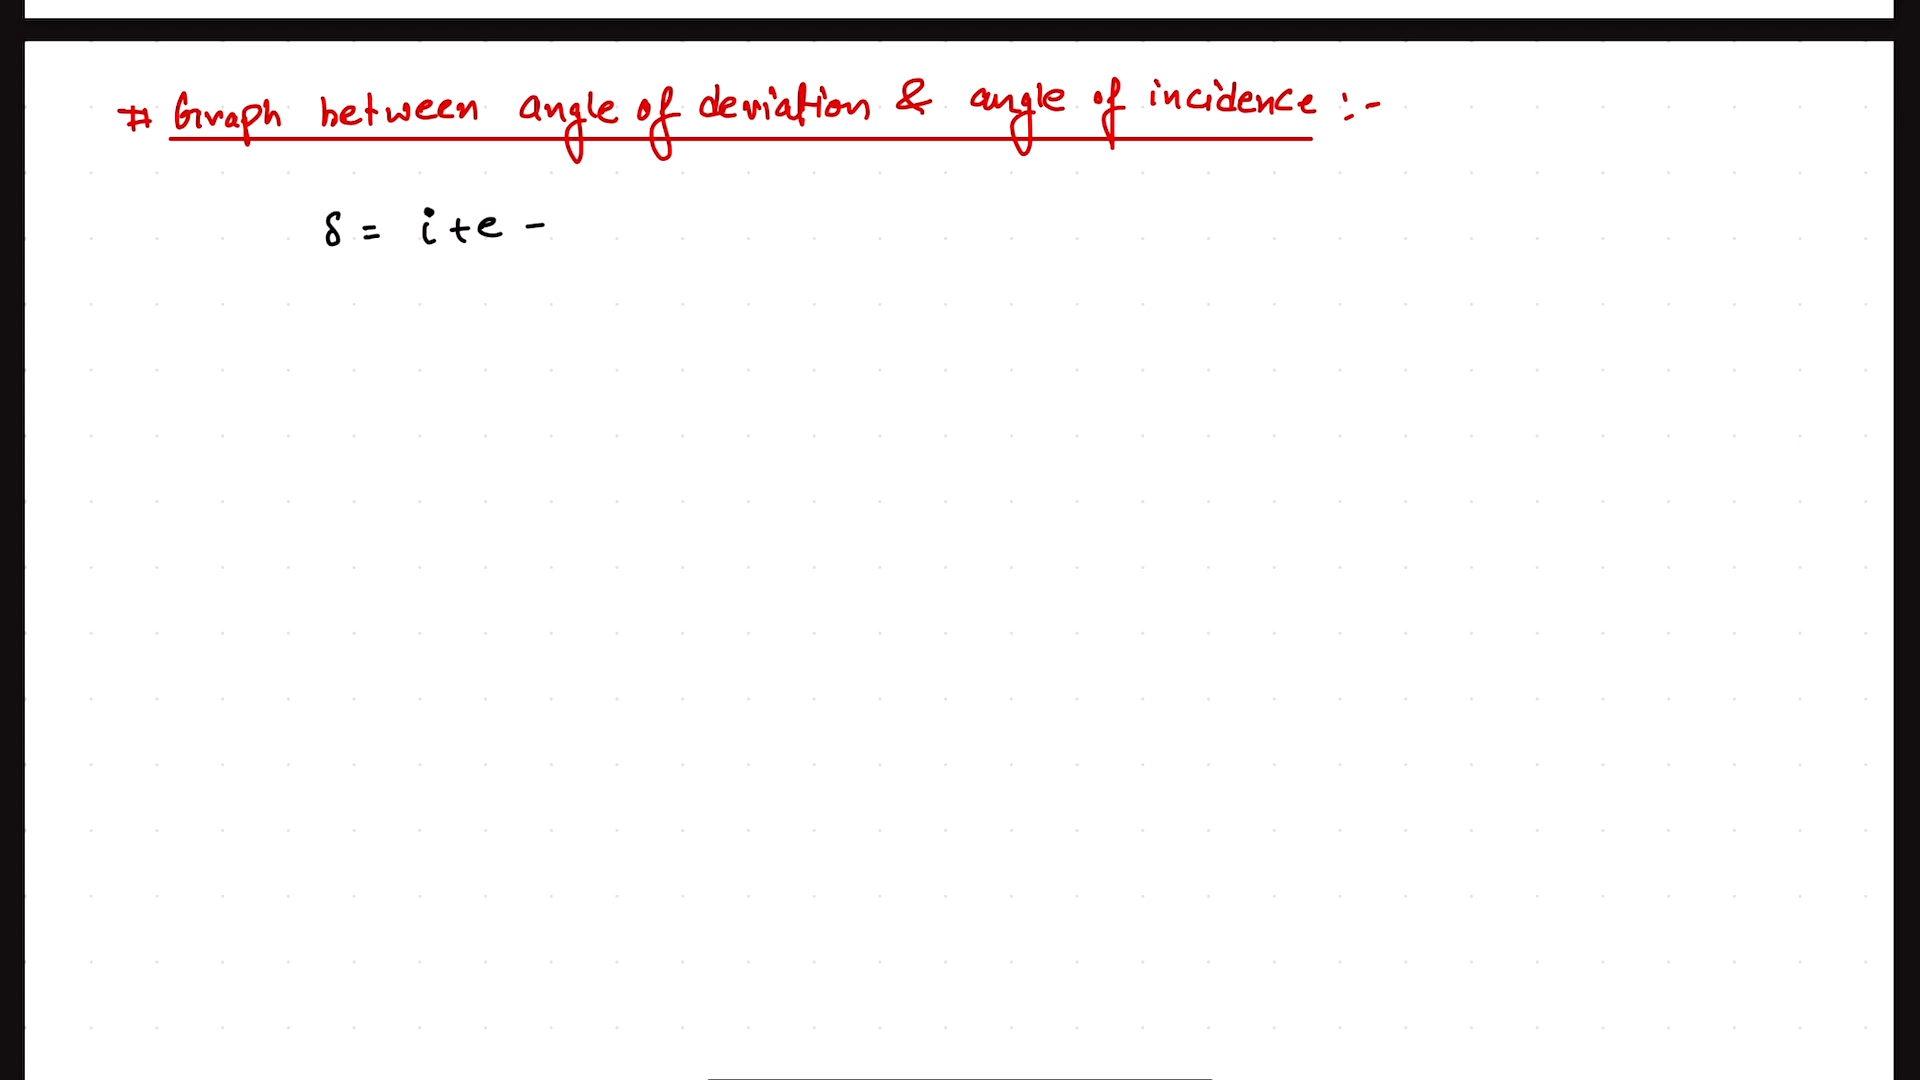 # Graph between angle of deviation & angle of incidence :-
δ = i + e -